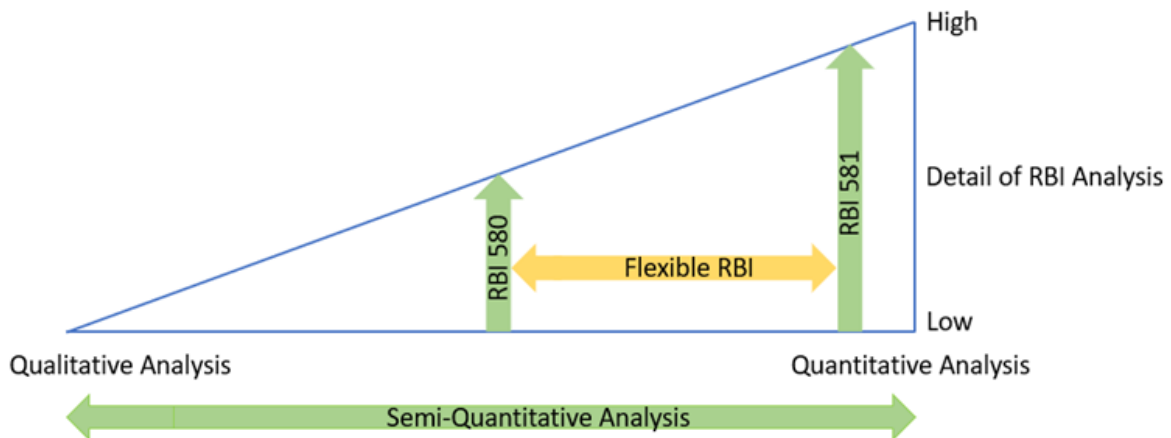 High
RBI 581
Detail of RBI Analysis
RBI 580
Flexible RBI
Low
Qualitative Analysis
Quantitative Analysis
Semi-Quantitative Analysis